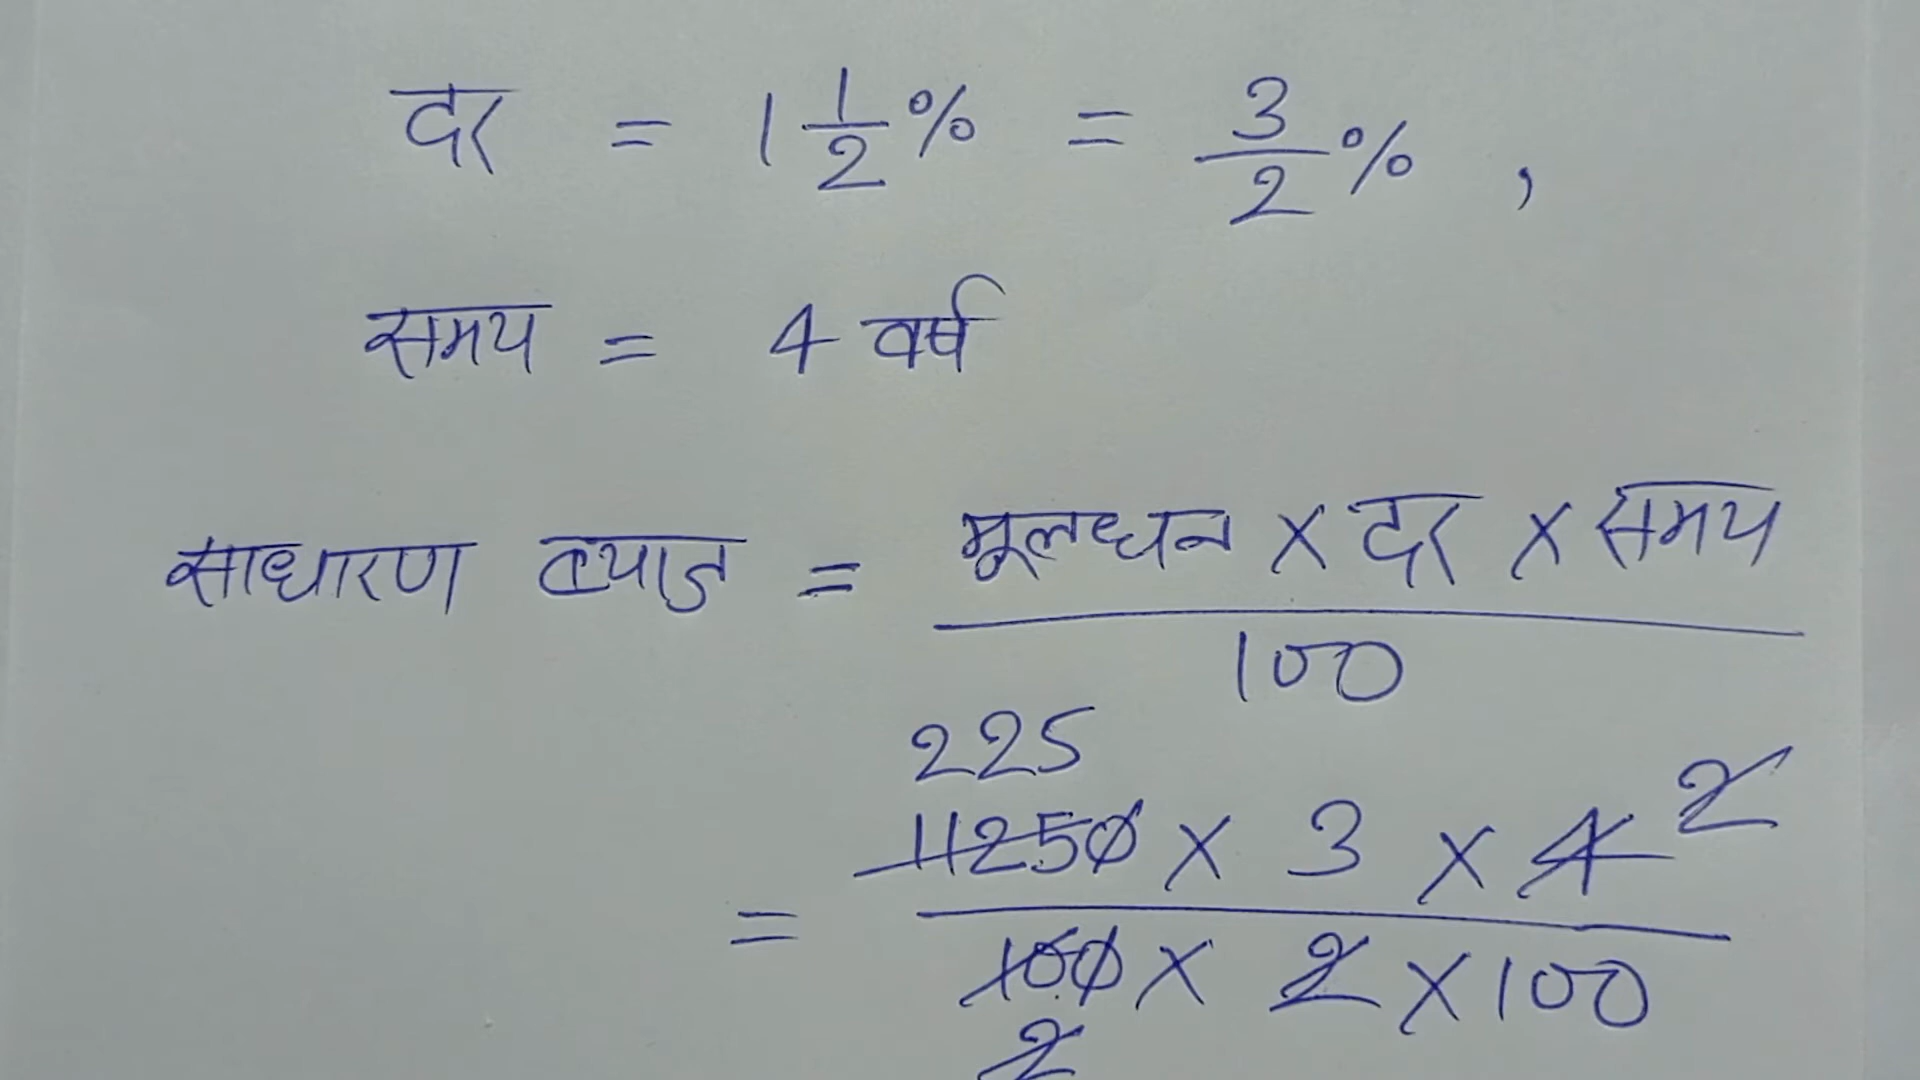 दर = 1 1/2 % = 3/2 % ,
समय = 4 वर्ष
साधारण ब्याज = मूलधन × दर × समय / 100
225
= 11250 × 3 × 4 2 / 100 × 2 × 100
2